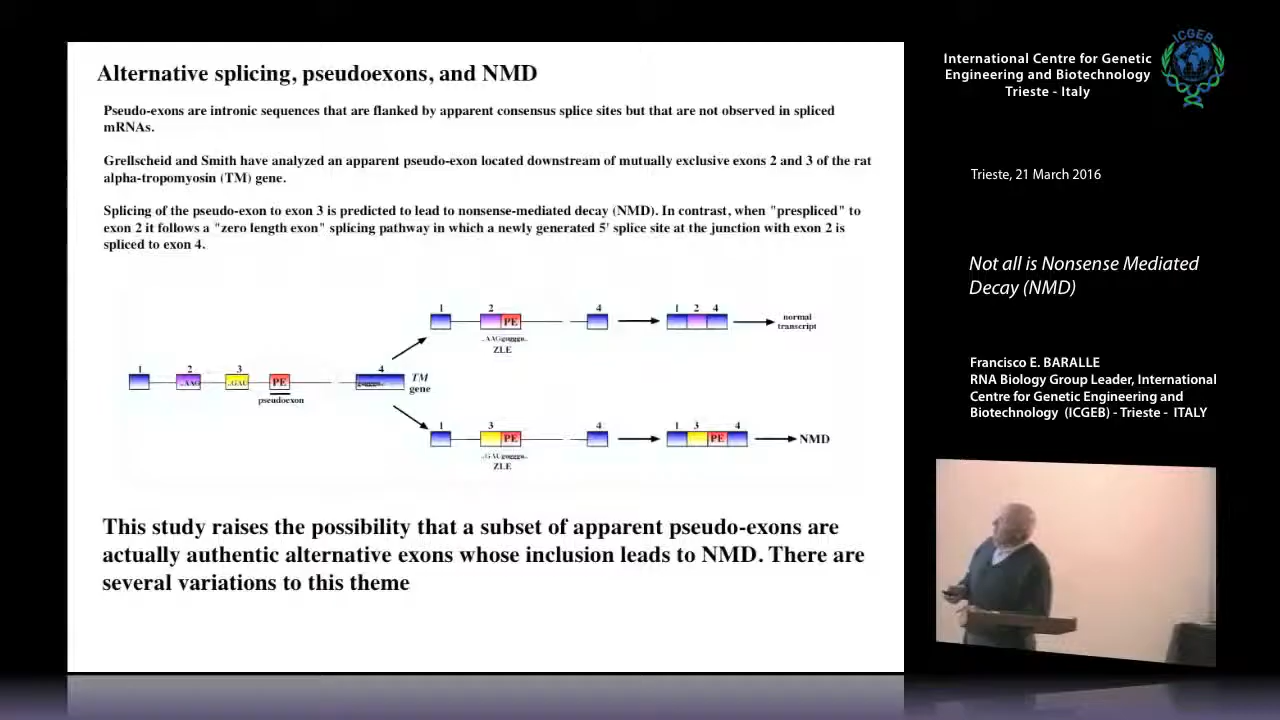 Alternative splicing, pseudoexons, and NMD
Pseudo-exons are intronic sequences that are flanked by apparent consensus splice sites but that are not observed in spliced
mRNAs.
Grellscheid and Smith have analyzed an apparent pseudo-exon located downstream of mutually exclusive exons 2 and 3 of the rat
alpha-tropomyosin (TM) gene.
Splicing of the pseudo-exon to exon 3 is predicted to lead to nonsense-mediated decay (NMD). In contrast, when "prespliced" to
exon 2 it follows a "zero length exon" splicing pathway in which a newly generated 5' splice site at the junction with exon 2 is
spliced to exon 4.
1 2 4 1 2 4
PE
normal
transcript
ZLE
1 2 3 4
..AAG ..GAC PE
TM
gene
pseudoexon
1 3 4 1 3 4
PE PE NMD
ZLE
This study raises the possibility that a subset of apparent pseudo-exons are
actually authentic alternative exons whose inclusion leads to NMD. There are
several variations to this theme
International Centre for Genetic
Engineering and Biotechnology
Trieste - Italy
ICGEB
Trieste, 21 March 2016
Not all is Nonsense Mediated
Decay (NMD)
Francisco E. BARALLE
RNA Biology Group Leader, International
Centre for Genetic Engineering and
Biotechnology (ICGEB) - Trieste - ITALY